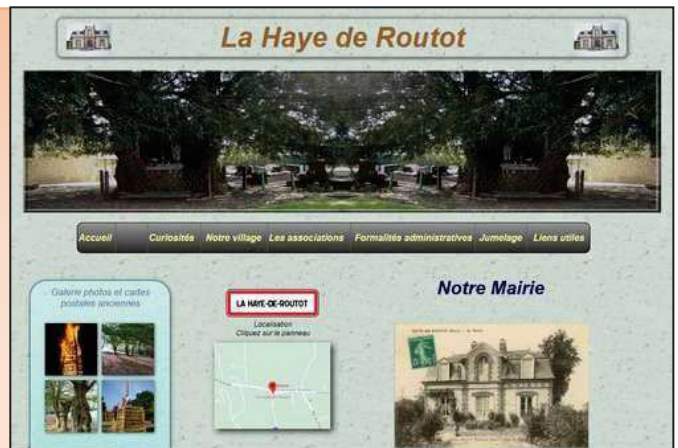 La Haye de Routot
Accueil Curiosités Notre village Les associations Formalités administratives Jumelage Liens utiles
Galerie photos et cartes
postales anciennes
LA HAYE-DE-ROUTOT
Localisation
Cliquez sur le panneau
Notre Mairie